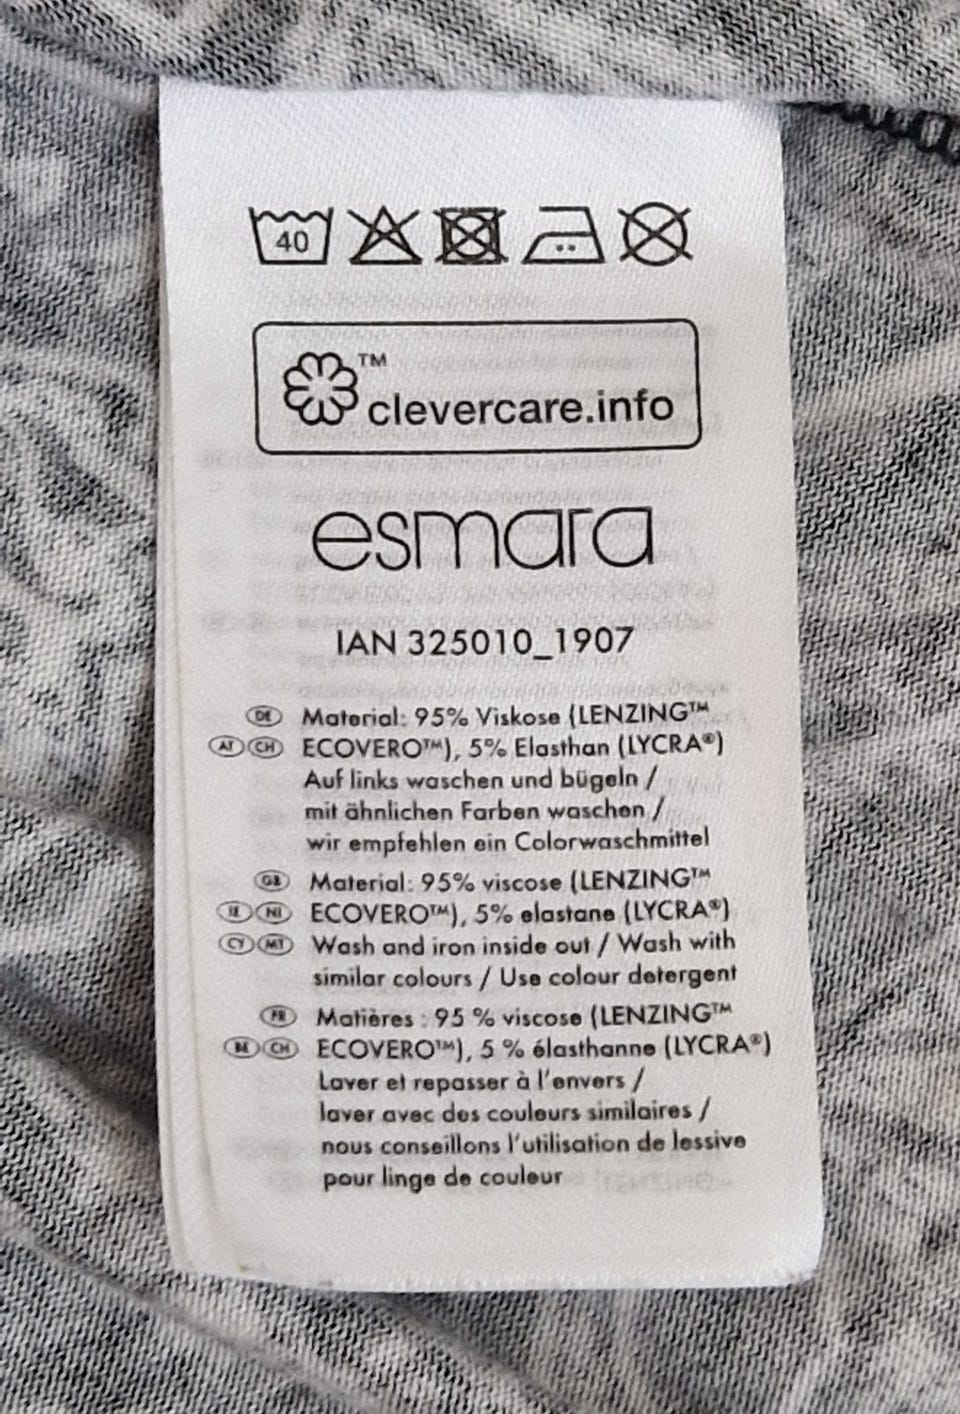 40
™
clevercare.info
esmara
IAN 325010_1907
DE Material: 95% Viskose (LENZING™
AT CH ECOVERO™), 5% Elasthan (LYCRA®)
Auf links waschen und bügeln /
mit ähnlichen Farben waschen /
wir empfehlen ein Colorwaschmittel
GB Material: 95% viscose (LENZING™
IE NI ECOVERO™), 5% elastane (LYCRA®)
CY MT Wash and iron inside out / Wash with
similar colours / Use colour detergent
FR Matières : 95 % viscose (LENZING™
BE CH ECOVERO™), 5 % élasthanne (LYCRA®)
Laver et repasser à l'envers /
laver avec des couleurs similaires /
nous conseillons l'utilisation de lessive
pour linge de couleur